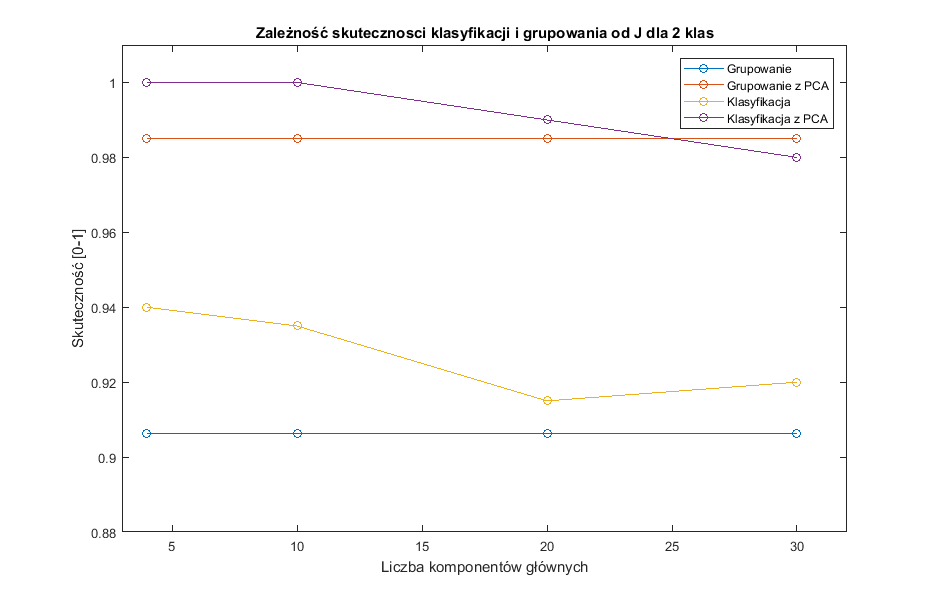 Zależność skutecznosci klasyfikacji i grupowania od J dla 2 klas
Grupowanie
Grupowanie z PCA
Klasyfikacja
Klasyfikacja z PCA
Skuteczność [0-1]
1
0.98
0.96
0.94
0.92
0.9
0.88
5
10
15
20
25
30
Liczba komponentów głównych